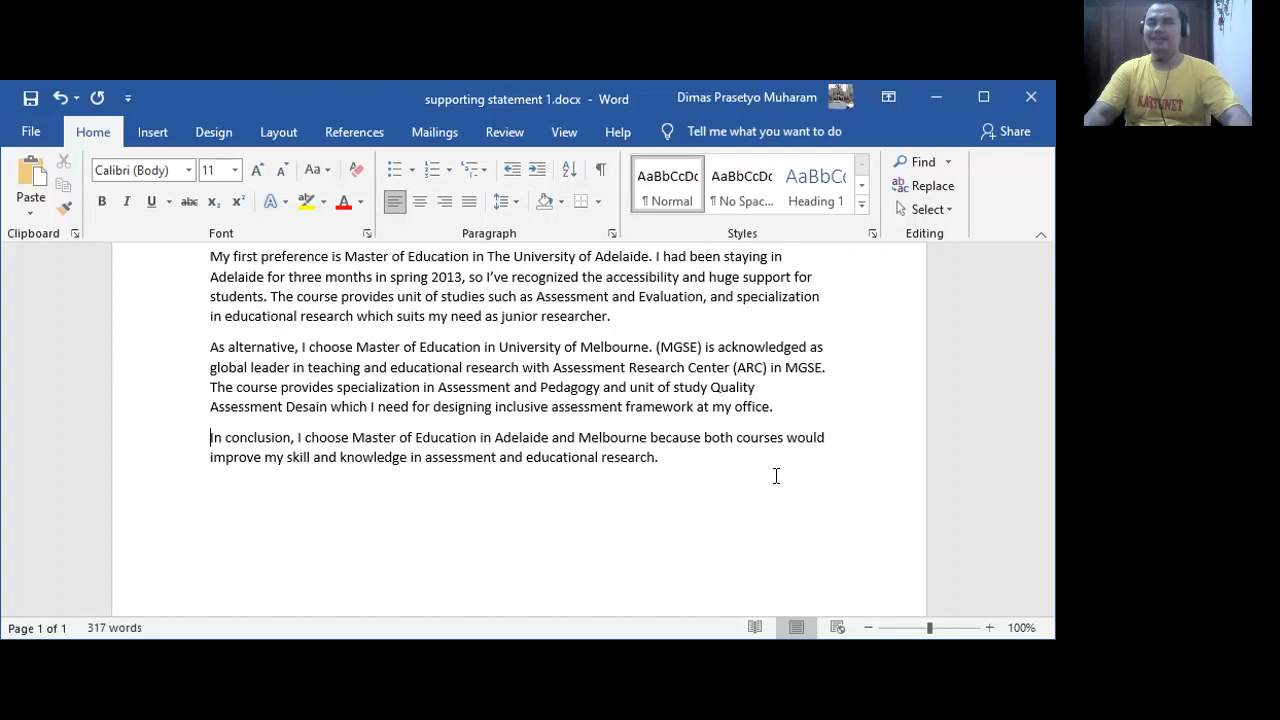 supporting statement 1.docx - Word
Dimas Prasetyo Muharam
File Home Insert Design Layout References Mailings Review View Help Tell me what you want to do Share
Paste
Calibri (Body) 11 Aa
B I U abc x₂ x² A A
AaBbCcDc AaBbCcDc AaBbCc
¶ Normal ¶ No Spac... Heading 1
Find
Replace
Select
Clipboard Font Paragraph Styles Editing
My first preference is Master of Education in The University of Adelaide. I had been staying in
Adelaide for three months in spring 2013, so I’ve recognized the accessibility and huge support for
students. The course provides unit of studies such as Assessment and Evaluation, and specialization
in educational research which suits my need as junior researcher.
As alternative, I choose Master of Education in University of Melbourne. (MGSE) is acknowledged as
global leader in teaching and educational research with Assessment Research Center (ARC) in MGSE.
The course provides specialization in Assessment and Pedagogy and unit of study Quality
Assessment Desain which I need for designing inclusive assessment framework at my office.
In conclusion, I choose Master of Education in Adelaide and Melbourne because both courses would
improve my skill and knowledge in assessment and educational research.
Page 1 of 1 317 words 100%
KARTUNET